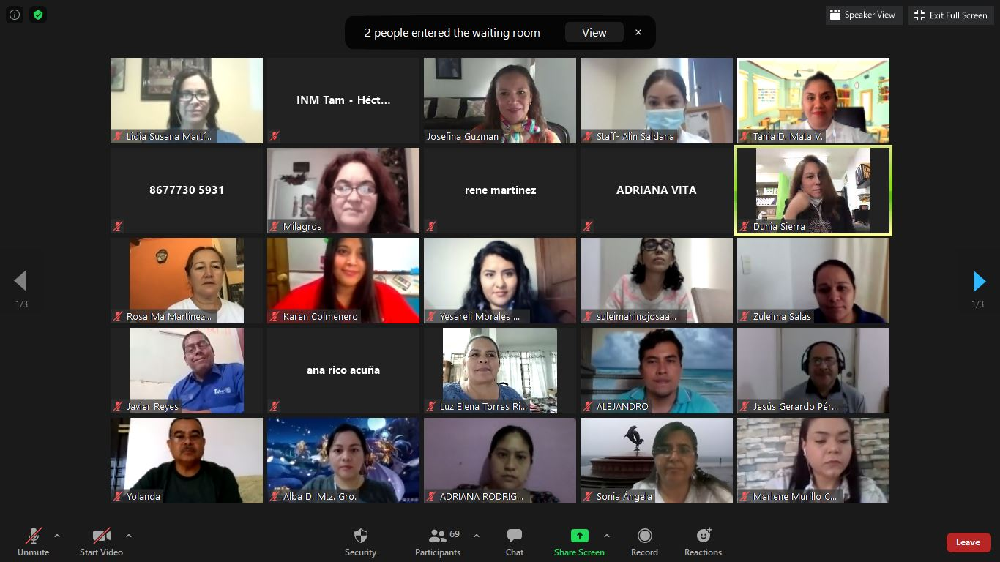 Speaker View
Exit Full Screen
2 people entered the waiting room
View
Lidia Susana Martí...
INM Tam - Héct...
Josefina Guzman
Staff- Alin Saldana
Tania D. Mata V.
8677730 5931
Milagros
rene martinez
ADRIANA VITA
Dunia Sierra
Rosa Ma Martinez...
Karen Colmenero
Yesareli Morales ...
suleimahinojosaa...
Zuleima Salas
Javier Reyes
ana rico acuña
Luz Elena Torres Ri...
ALEJANDRO
Jesús Gerardo Pér...
Yolanda
Alba D. Mtz. Gro.
ADRIANA RODRIG...
Sonia Ángela
Marlene Murillo C...
1/3
1/3
Unmute
Start Video
Security
Participants
69
Chat
Share Screen
Record
Reactions
Leave